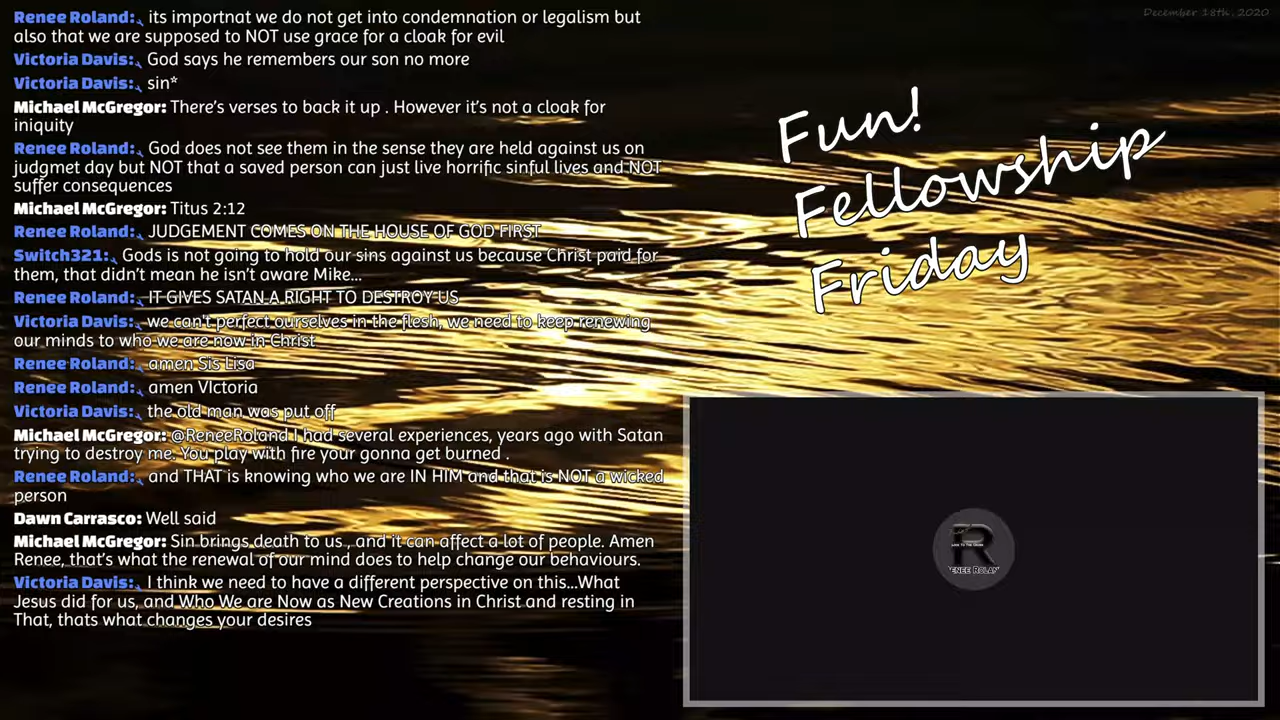 Renee Roland: its importnat we do not get into condemnation or legalism but
also that we are supposed to NOT use grace for a cloak for evil
Victoria Davis: God says he remembers our son no more
Victoria Davis: sin*
Michael McGregor: There's verses to back it up . However it's not a cloak for
iniquity
Renee Roland: God does not see them in the sense they are held against us on
judgmet day but NOT that a saved person can just live horrific sinful lives and NOT
suffer consequences
Michael McGregor: Titus 2:12
Renee Roland: JUDGEMENT COMES ON THE HOUSE OF GOD FIRST
Switch321: Gods is not going to hold our sins against us because Christ paid for
them, that didn't mean he isn't aware Mike...
Renee Roland: IT GIVES SATAN A RIGHT TO DESTROY US
Victoria Davis: we can't perfect ourselves in the flesh, we need to keep renewing
our minds to who we are now in Christ
Renee Roland: amen Sis Lisa
Renee Roland: amen VIctoria
Victoria Davis: the old man was put off
Michael McGregor: @ReneeRoland I had several experiences, years ago with Satan
trying to destroy me. You play with fire your gonna get burned .
Renee Roland: and THAT is knowing who we are IN HIM and that is NOT a wicked
person
Dawn Carrasco: Well said
Michael McGregor: Sin brings death to us , and it can affect a lot of people. Amen
Renee, that's what the renewal of our mind does to help change our behaviours.
Victoria Davis: I think we need to have a different perspective on this...What
Jesus did for us, and Who We are Now as New Creations in Christ and resting in
That, thats what changes your desires
December 18th, 2020
Fun!
Fellowship
Friday
R